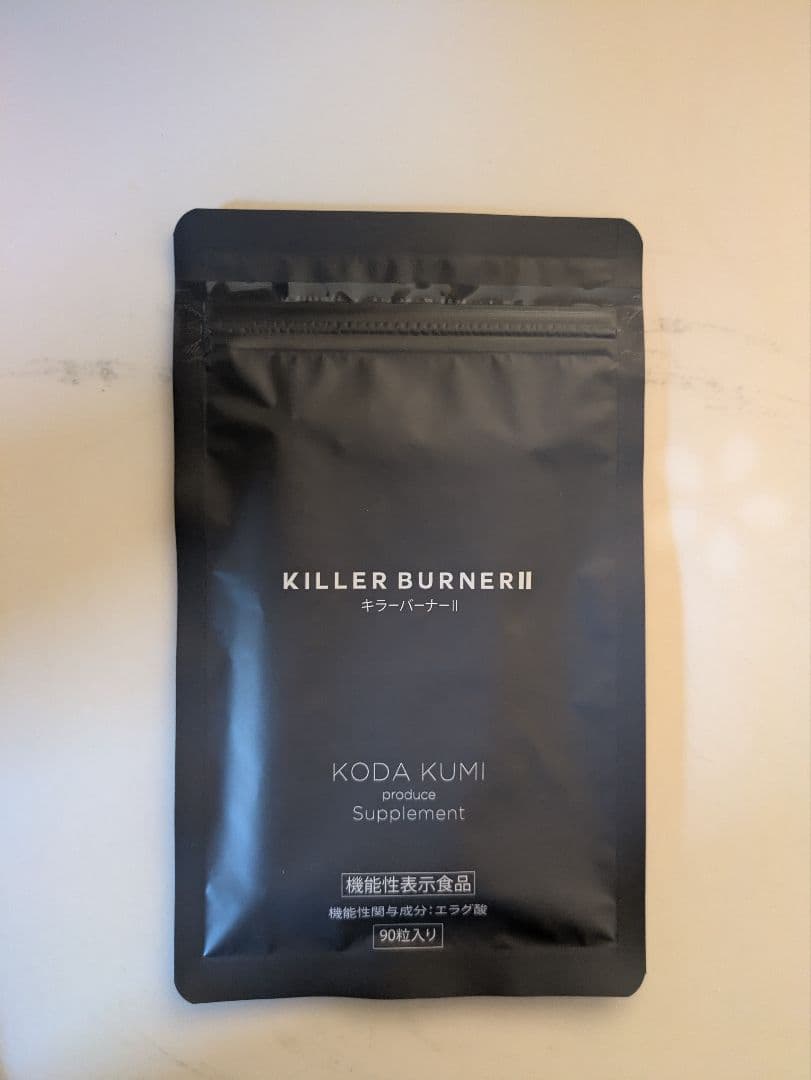 KILLER BURNERⅡ
キラーバーナーⅡ
KODA KUMI
produce
Supplement
機能性表示食品
機能性関与成分：エラグ酸
90粒入り